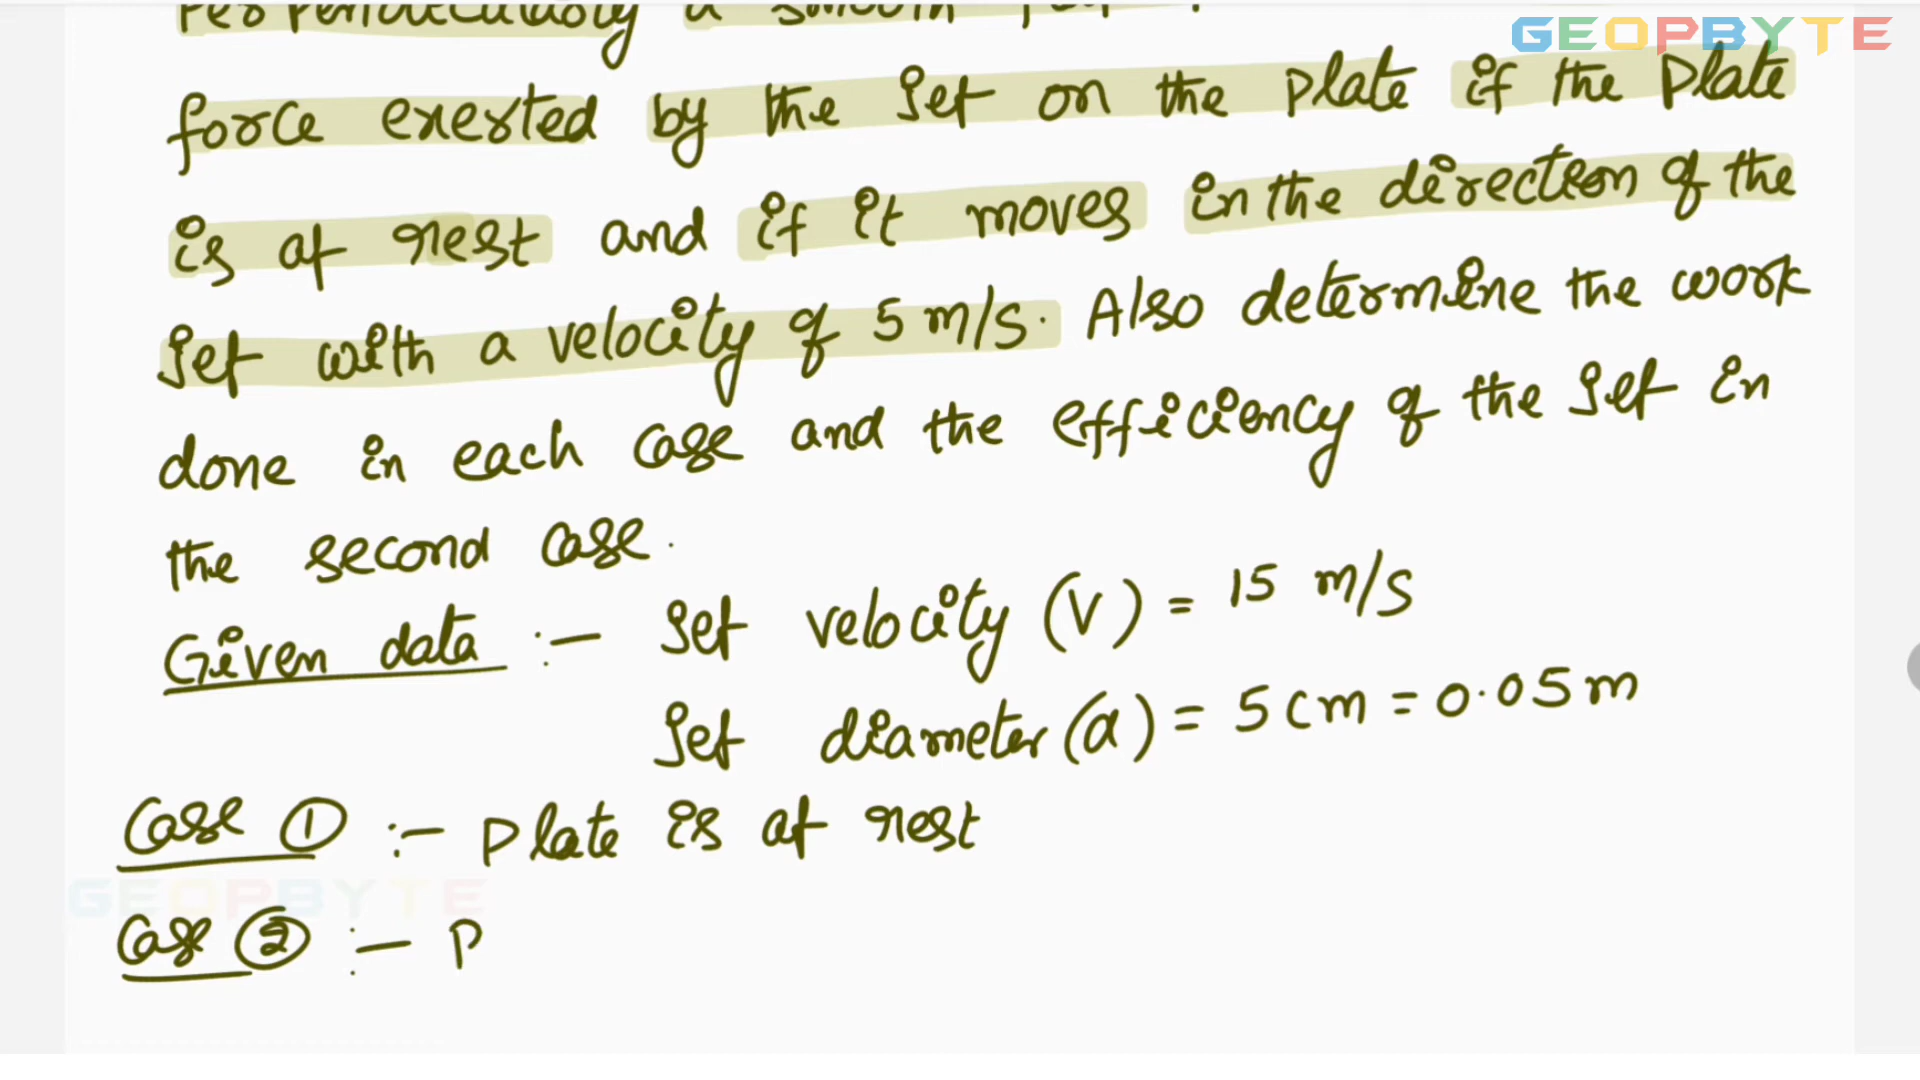 Perpendicularly a smooth
GEOPBYTE
force exerted by the Jet on the plate if the Plate
is at rest and if it moves in the direction of the
Jet with a velocity of 5 m/s. Also determine the work
done in each case and the efficiency of the Jet in
the second case.
Given data :- Jet velocity (V) = 15 m/s
Jet diameter (d) = 5 cm = 0.05 m
Case ① :- Plate is at rest
GEOPBYTE
Case ② :- P